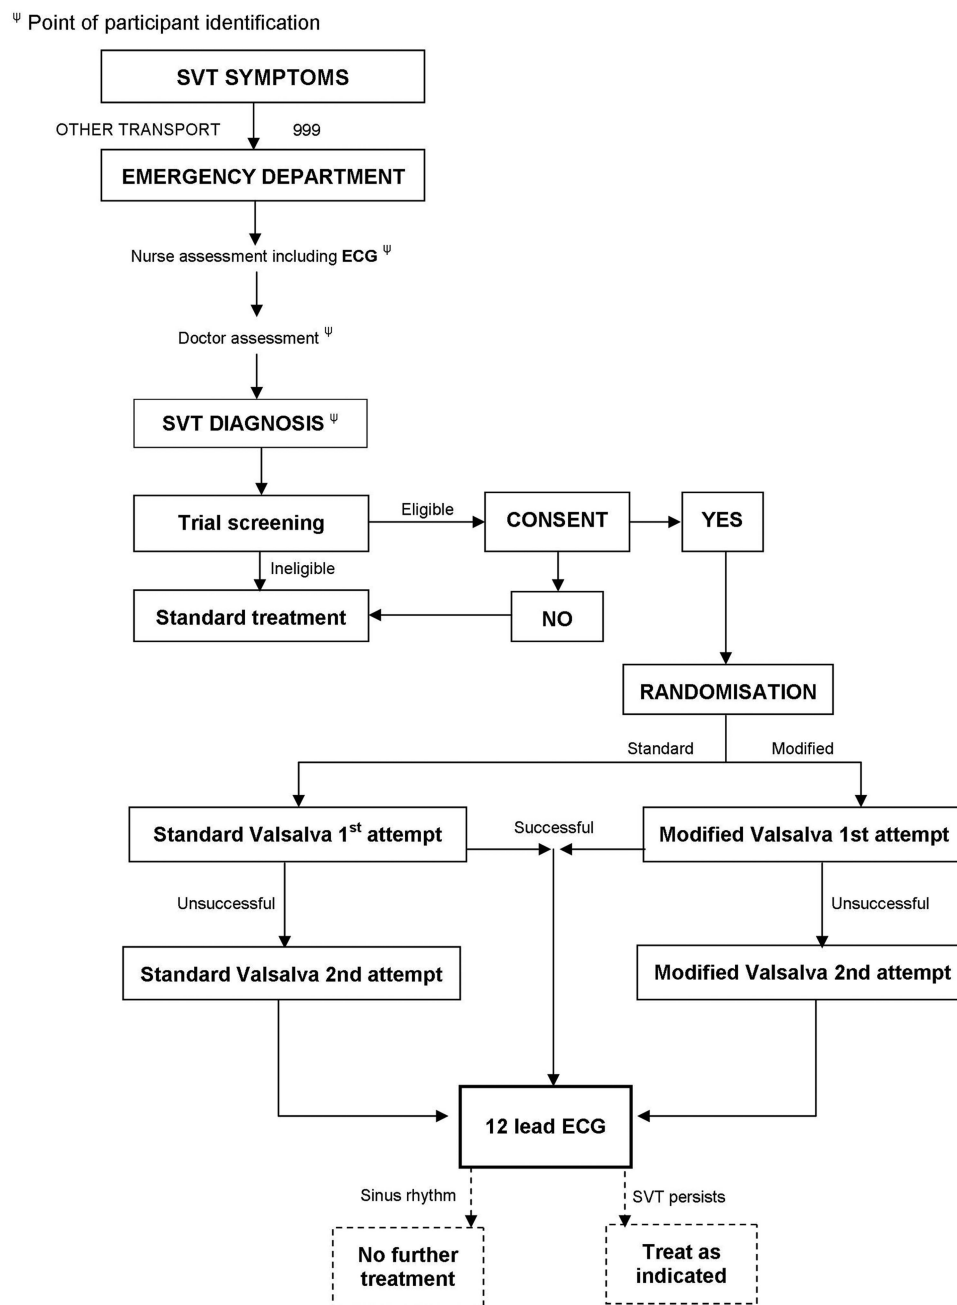 ψ Point of participant identification
SVT SYMPTOMS
OTHER TRANSPORT 999
EMERGENCY DEPARTMENT
Nurse assessment including ECG ψ
Doctor assessment ψ
SVT DIAGNOSIS ψ
Trial screening
Eligible
CONSENT
YES
Ineligible
Standard treatment
NO
RANDOMISATION
Standard
Modified
Standard Valsalva 1st attempt
Successful
Modified Valsalva 1st attempt
Unsuccessful
Unsuccessful
Standard Valsalva 2nd attempt
Modified Valsalva 2nd attempt
12 lead ECG
Sinus rhythm
SVT persists
No further
treatment
Treat as
indicated